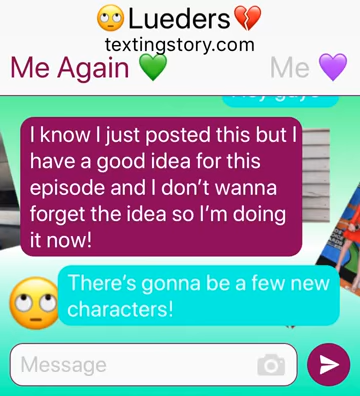 🙄Lueders💔
textingstory.com
Me Again 💚 Me 💜
I know I just posted this but I
have a good idea for this
episode and I don't wanna
forget the idea so I'm doing
it now!
There's gonna be a few new
characters!
Message